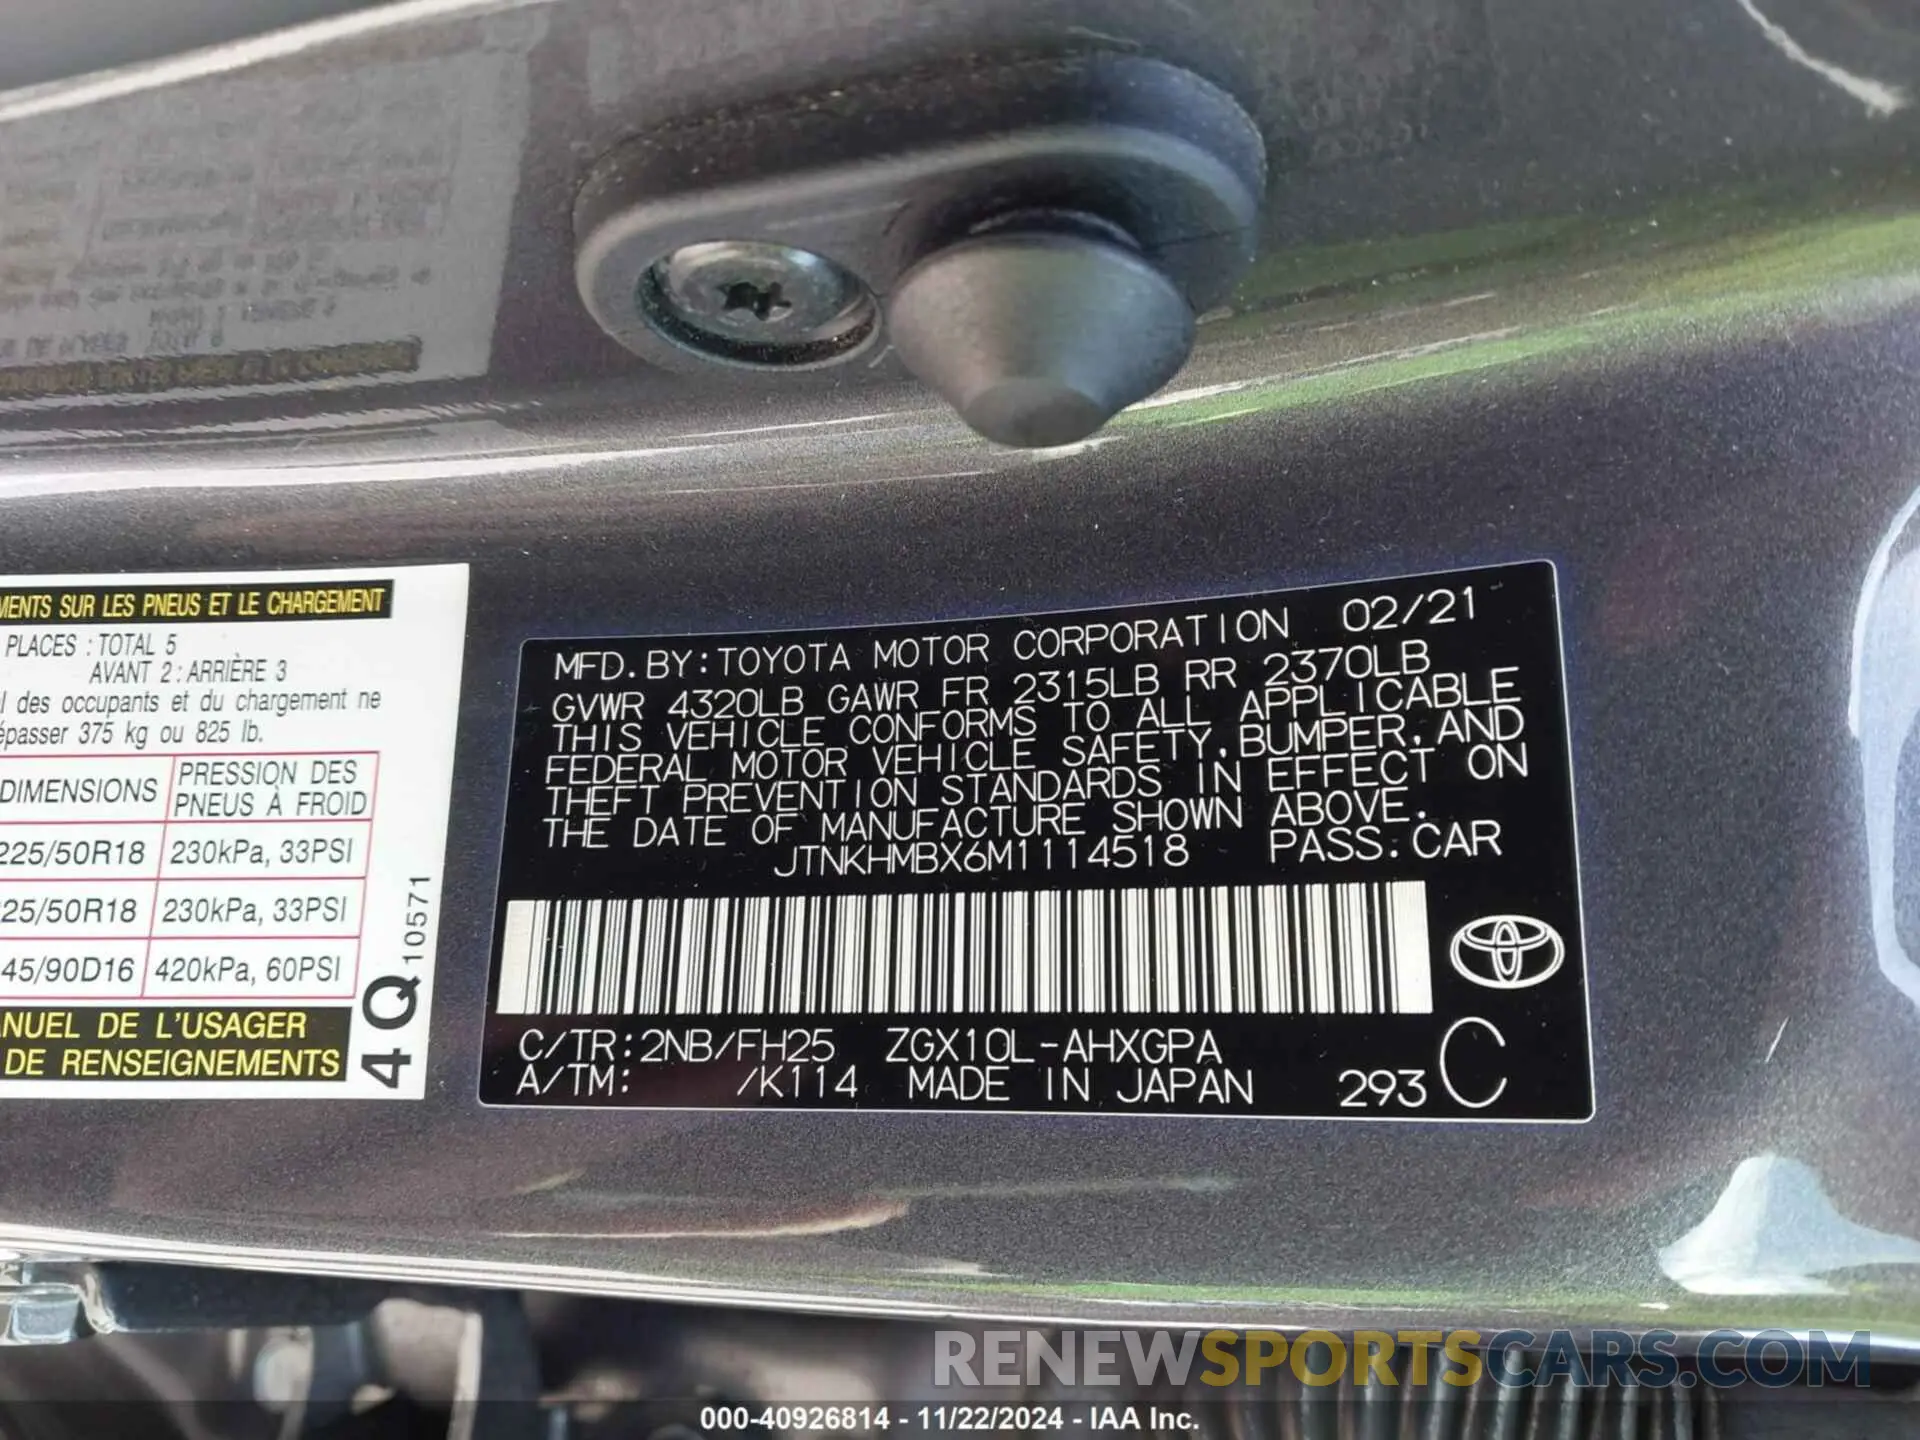 MENTS SUR LES PNEUS ET LE CHARGEMENT
PLACES : TOTAL 5
AVANT 2 : ARRIÈRE 3
l des occupants et du chargement ne
épasser 375 kg ou 825 lb.
DIMENSIONS
PRESSION DES
PNEUS À FROID
225/50R18 230kPa, 33PSI
25/50R18 230kPa, 33PSI
45/90D16 420kPa, 60PSI
ANUEL DE L'USAGER
DE RENSEIGNEMENTS
4Q 10571
MFD. BY: TOYOTA MOTOR CORPORATION 02/21
GVWR 4320LB GAWR FR 2315LB RR 2370LB
THIS VEHICLE CONFORMS TO ALL APPLICABLE
FEDERAL MOTOR VEHICLE SAFETY, BUMPER, AND
THEFT PREVENTION STANDARDS IN EFFECT ON
THE DATE OF MANUFACTURE SHOWN ABOVE.
JTNKHMBX6M1114518 PASS. CAR
C/TR: 2NB/FH25 ZGX10L-AHXGPA
A/TM: /K114 MADE IN JAPAN 293 C
RENEWSPORTSCARS.COM
000-40926814 - 11/22/2024 - IAA Inc.